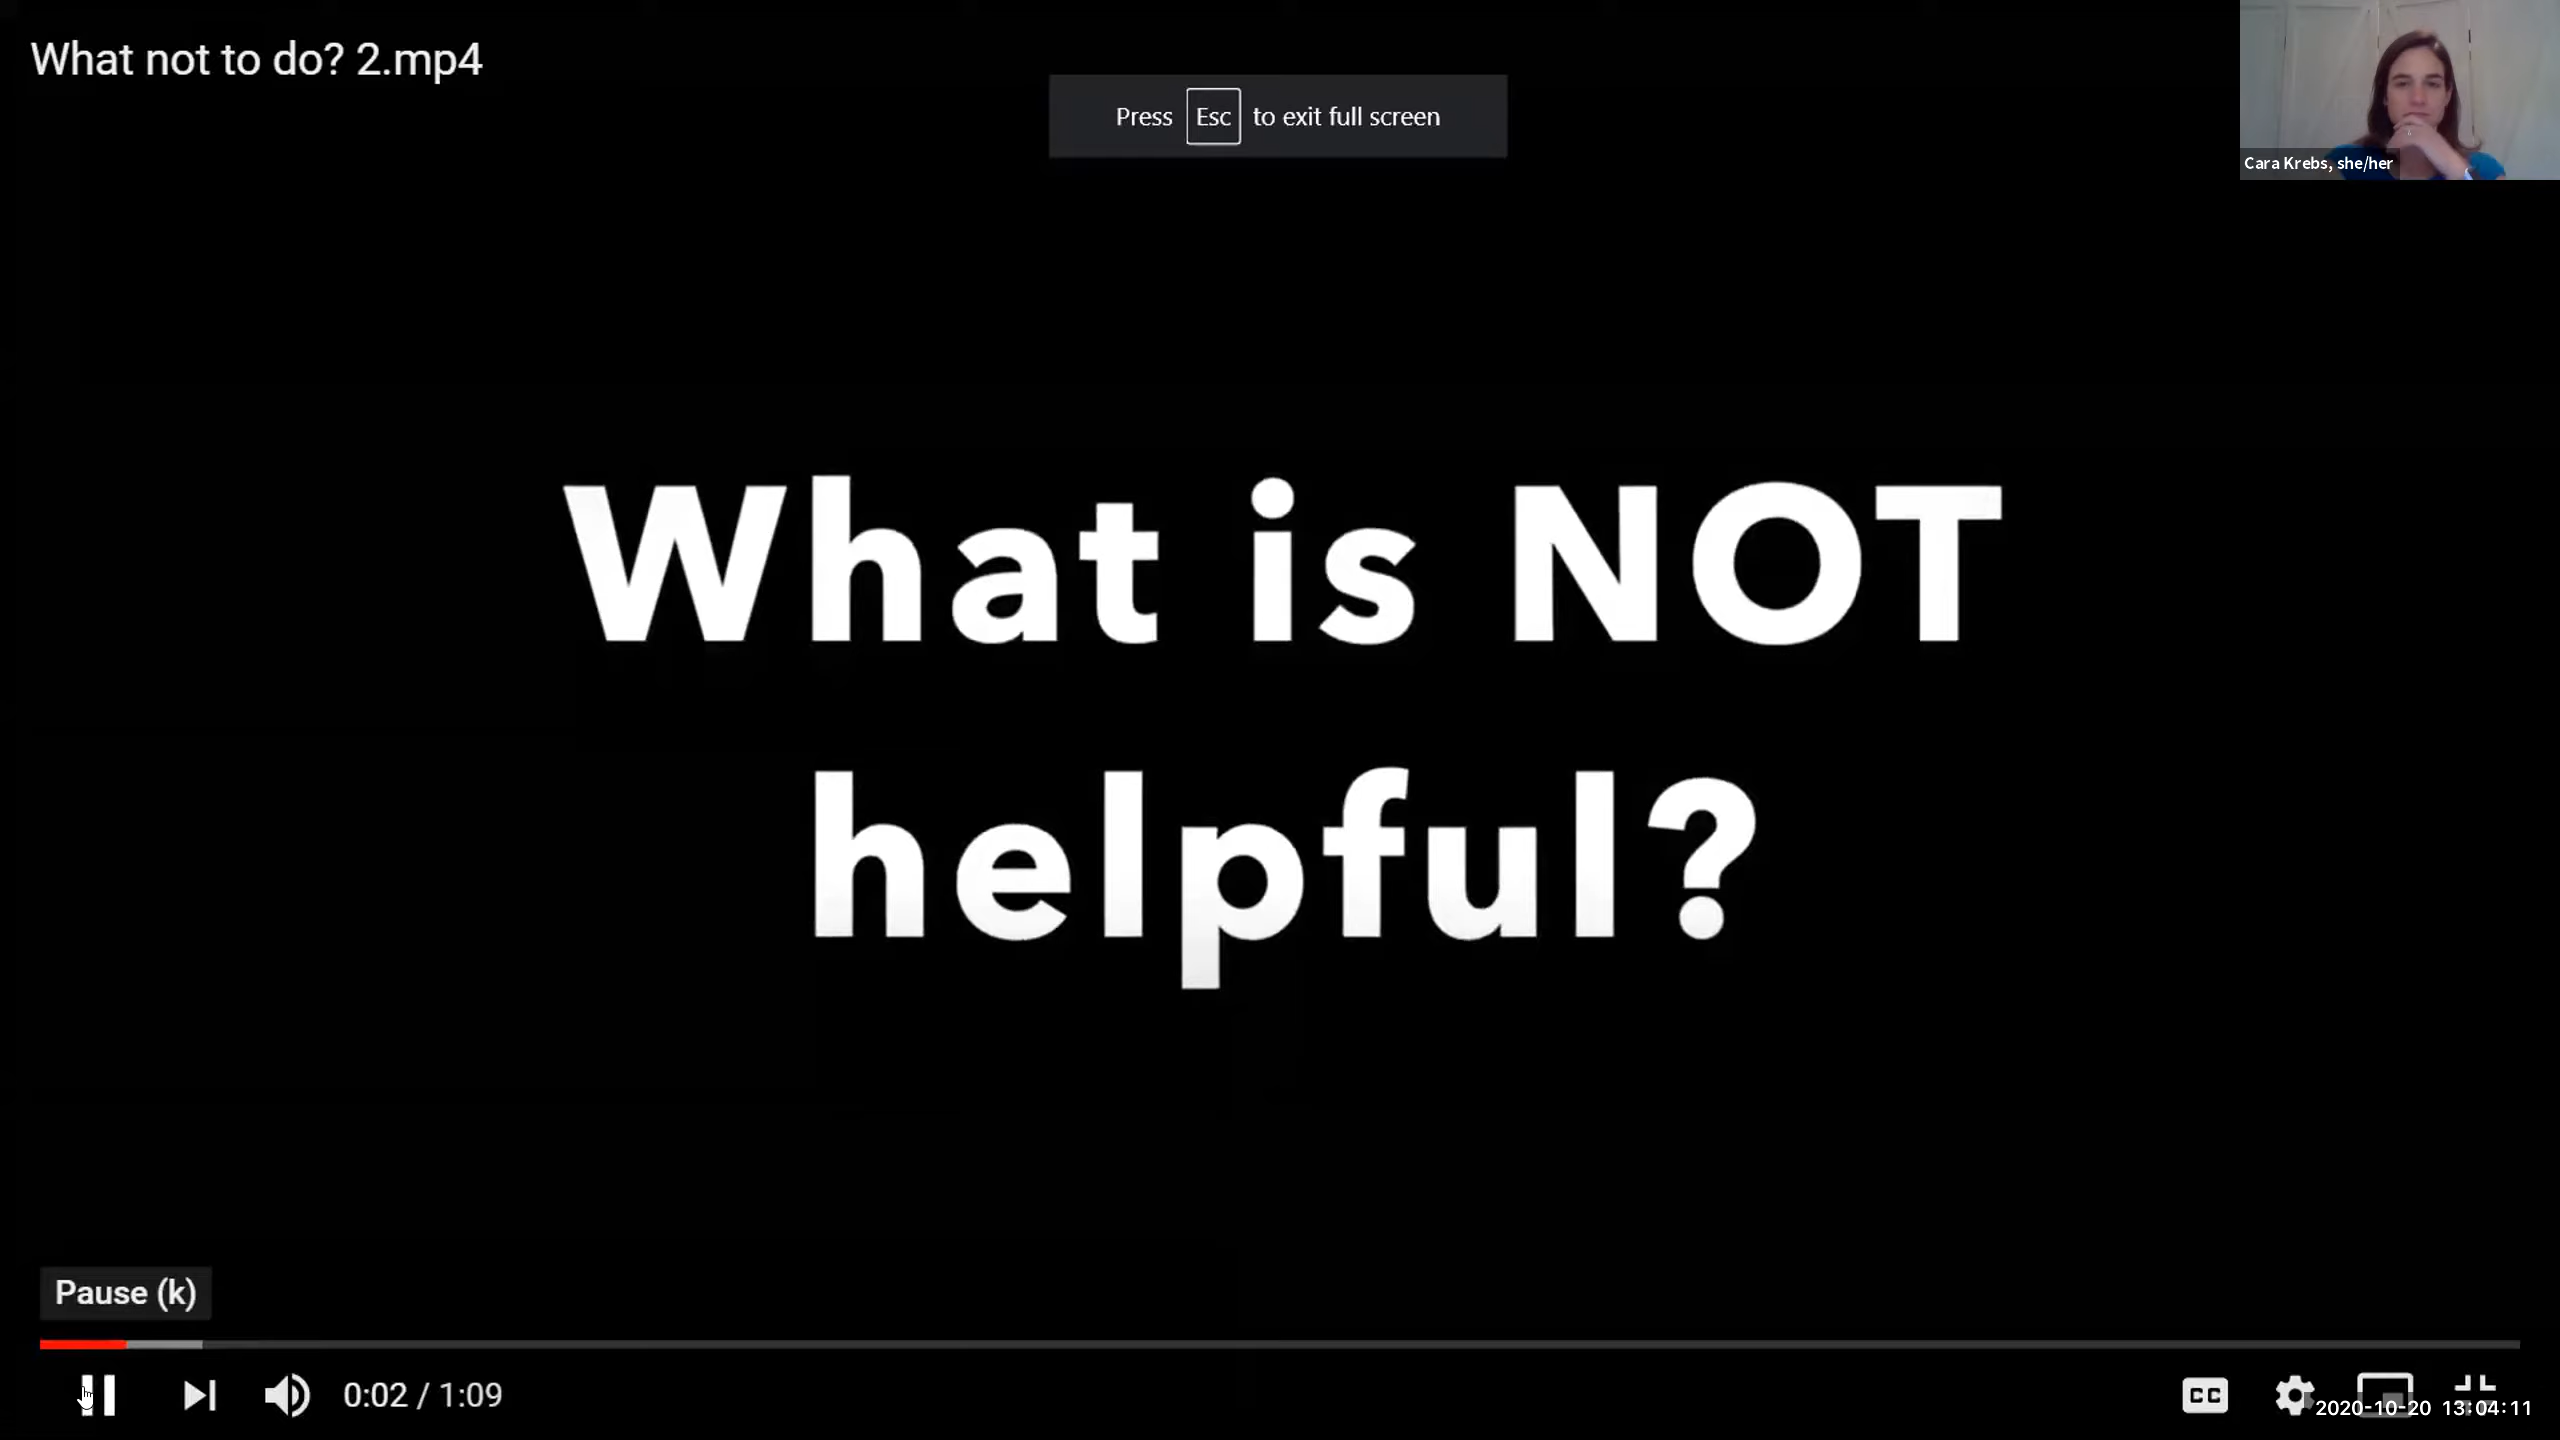 What not to do? 2.mp4
Press Esc to exit full screen
Cara Krebs, she/her
What is NOT
helpful?
Pause (k)
0:02 / 1:09
CC
2020-10-20 13:04:11